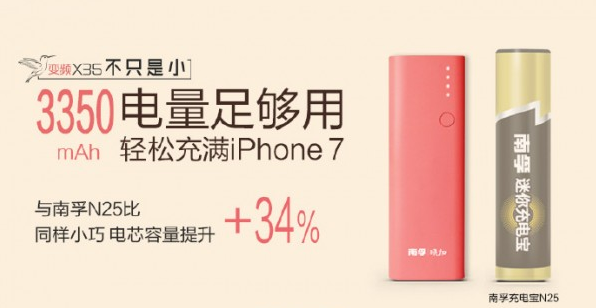 变频X35不只是小
3350mAh 电量足够用
轻松充满iPhone 7
与南孚N25比
同样小巧 电芯容量提升 +34%
南孚
南孚 迷你充电宝
南孚充电宝N25